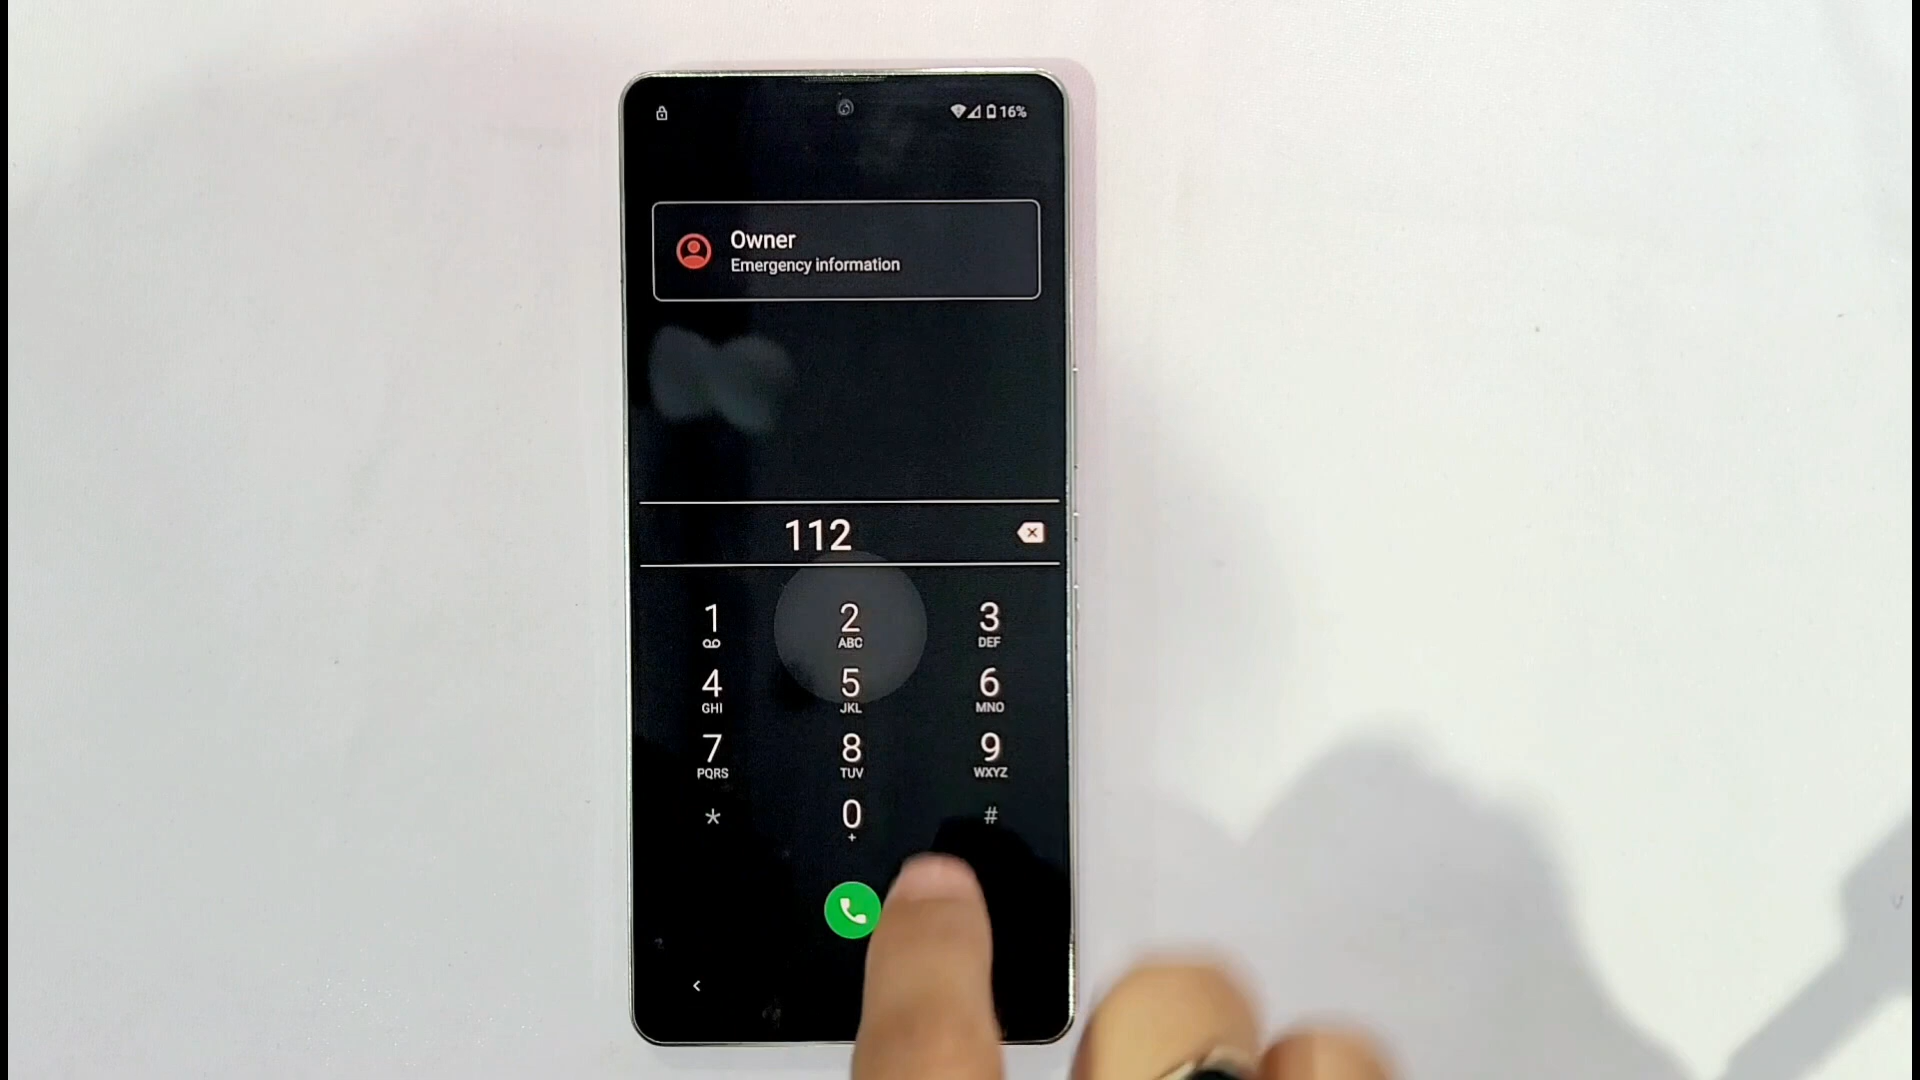 16%
Owner
Emergency information
112
1 2 3
ABC DEF
4 5 6
GHI JKL MNO
7 8 9
PQRS TUV WXYZ
* 0 #
+